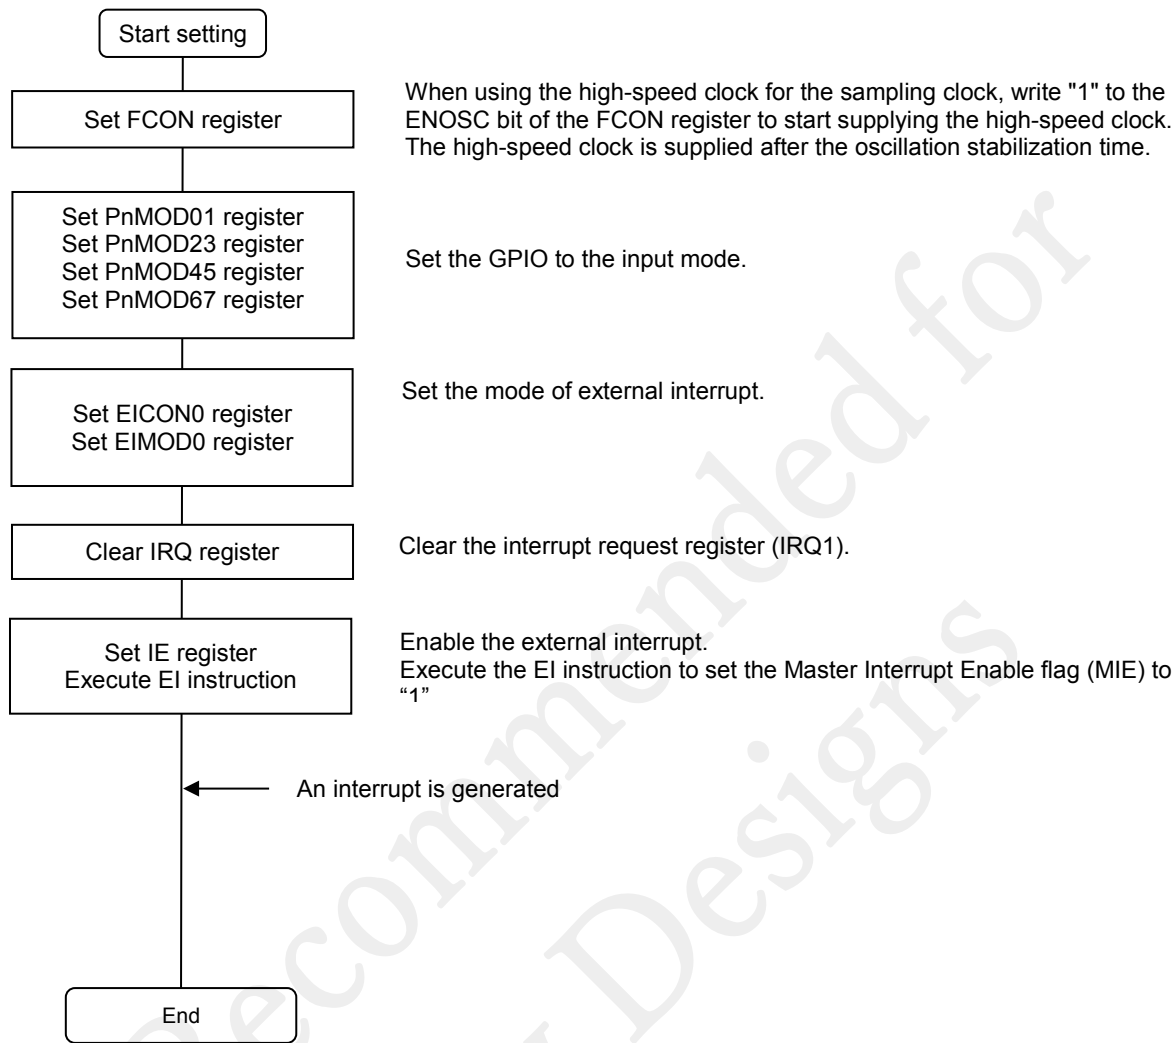 Start setting
Set FCON register
When using the high-speed clock for the sampling clock, write "1" to the
ENOSC bit of the FCON register to start supplying the high-speed clock.
The high-speed clock is supplied after the oscillation stabilization time.
Set PnMOD01 register
Set PnMOD23 register
Set PnMOD45 register
Set PnMOD67 register
Set the GPIO to the input mode.
Set EICON0 register
Set EIMOD0 register
Set the mode of external interrupt.
Clear IRQ register
Clear the interrupt request register (IRQ1).
Set IE register
Execute EI instruction
Enable the external interrupt.
Execute the EI instruction to set the Master Interrupt Enable flag (MIE) to
“1”
An interrupt is generated
End
Recommended for
Designs